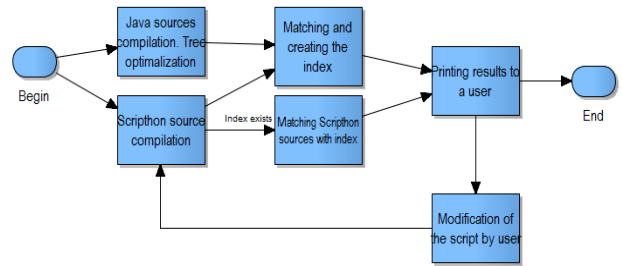 Java sources
compilation. Tree
optimalization
Matching and
creating the
index
Begin
Printing results to
a user
End
Scripthon source
compilation
Index exists
Matching Scripthon
sources with index
Modification of
the script by user